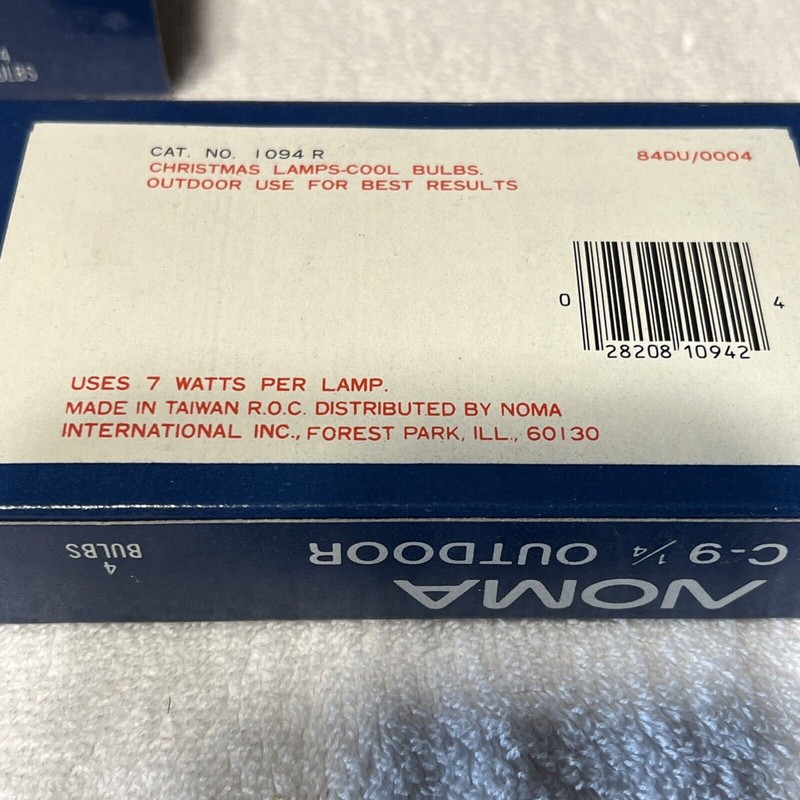 4
ULBS
CAT. NO. 1094 R
84DU/0004
CHRISTMAS LAMPS-COOL BULBS.
OUTDOOR USE FOR BEST RESULTS
0 28208 10942 4
USES 7 WATTS PER LAMP.
MADE IN TAIWAN R.O.C. DISTRIBUTED BY NOMA
INTERNATIONAL INC., FOREST PARK, ILL., 60130
NOMA
C-9 1/4 OUTDOOR
4
BULBS